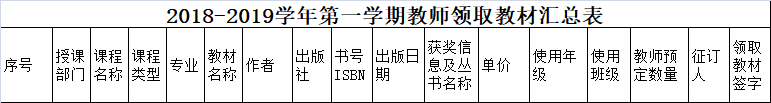 2018-2019学年第一学期教师领取教材汇总表
序号 授课部门 课程名称 课程类型 专业 教材名称 作者 出版社 书号ISBN 出版日期 获奖信息及丛书名称 单价 使用年级 使用班级 教师预定数量 征订人 领取教材签字